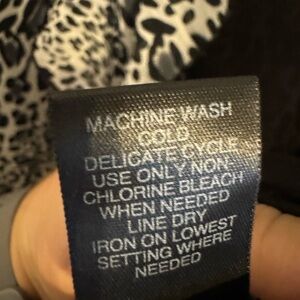 MACHINE WASH
COLD
DELICATE CYCLE
USE ONLY NON
CHLORINE BLEACH
WHEN NEEDED
LINE DRY
IRON ON LOWEST
SETTING WHERE
NEEDED